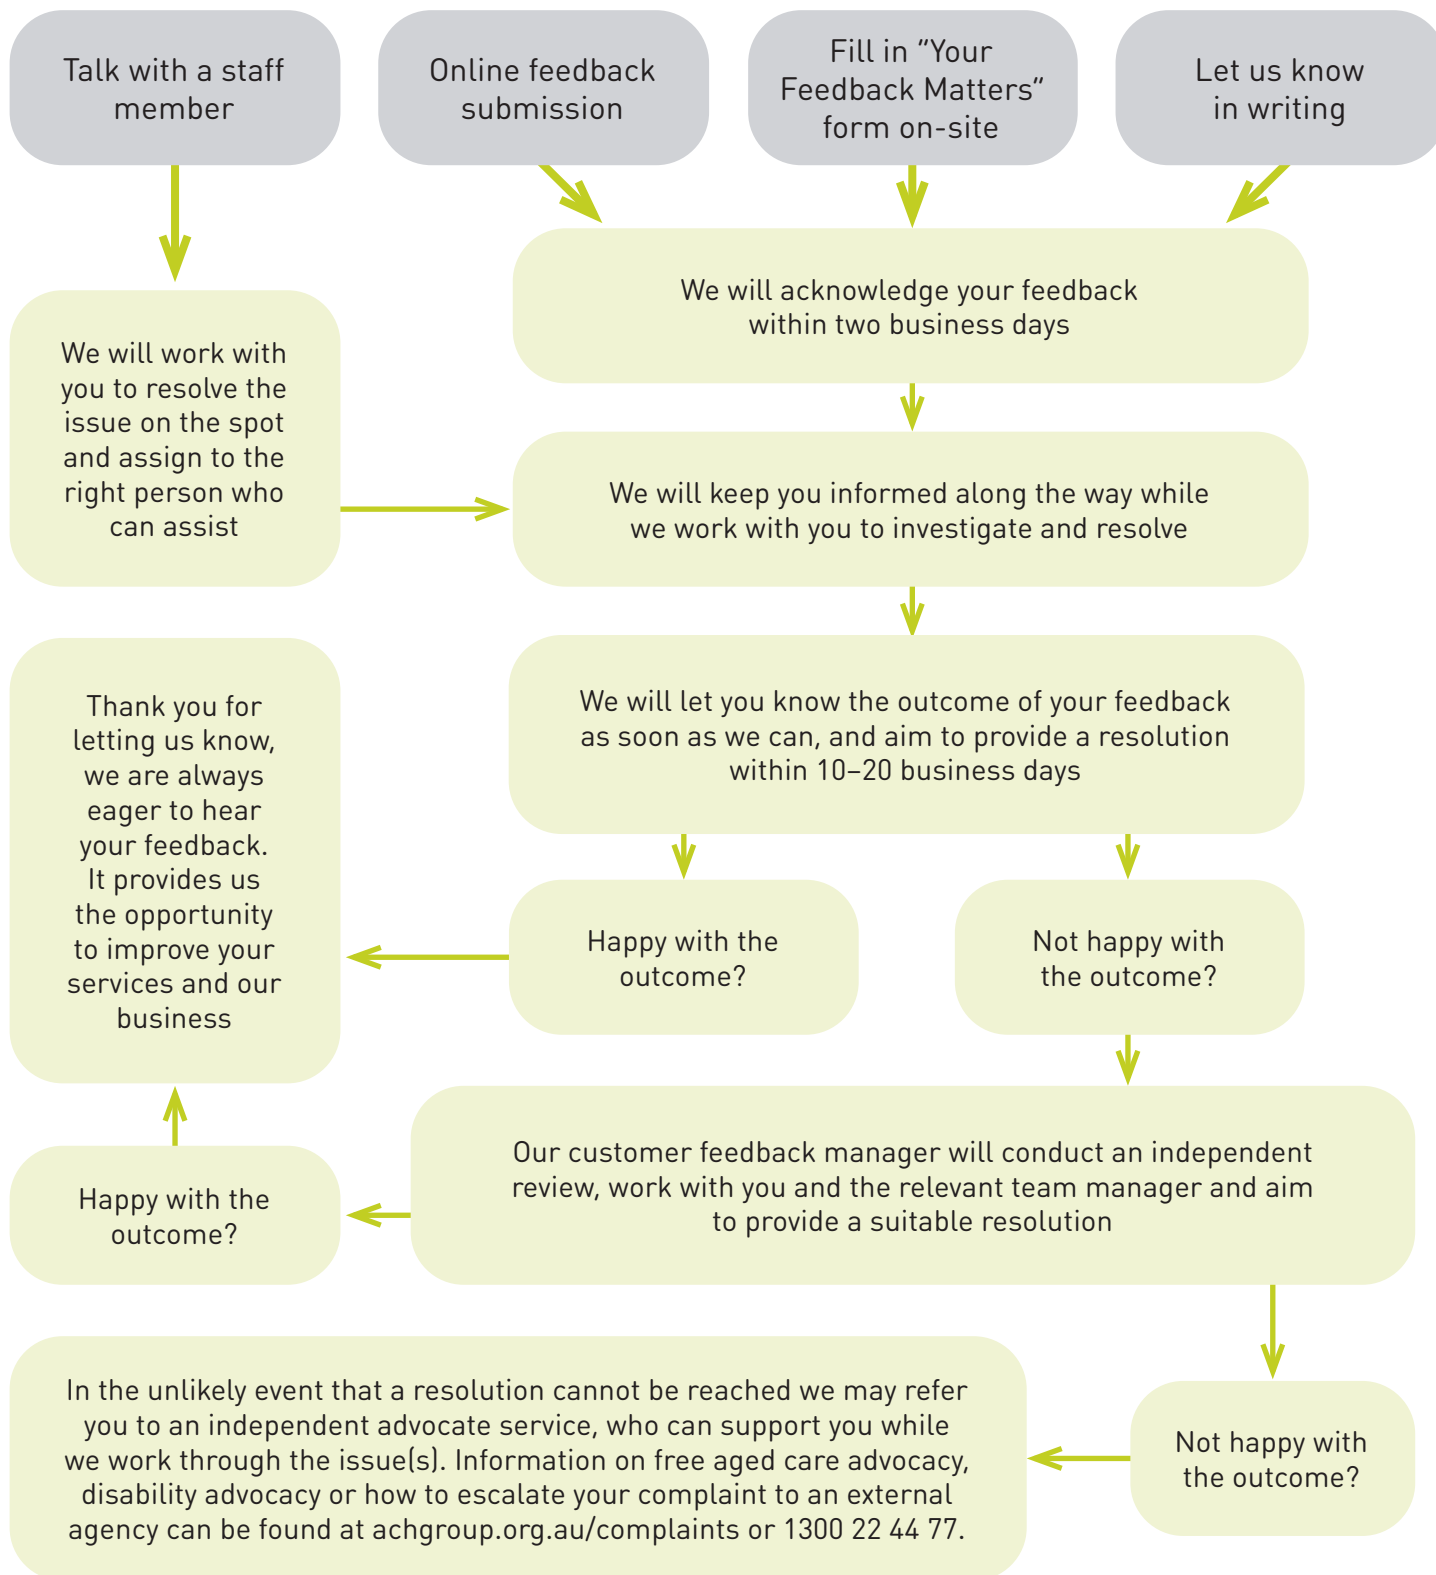 Talk with a staff
member
Online feedback
submission
Fill in “Your
Feedback Matters”
form on-site
Let us know
in writing
We will acknowledge your feedback
within two business days
We will work with
you to resolve the
issue on the spot
and assign to the
right person who
can assist
We will keep you informed along the way while
we work with you to investigate and resolve
We will let you know the outcome of your feedback
as soon as we can, and aim to provide a resolution
within 10–20 business days
Thank you for
letting us know,
we are always
eager to hear
your feedback.
It provides us
the opportunity
to improve your
services and our
business
Happy with the
outcome?
Not happy with
the outcome?
Our customer feedback manager will conduct an independent
review, work with you and the relevant team manager and aim
to provide a suitable resolution
Happy with the
outcome?
Not happy with
the outcome?
In the unlikely event that a resolution cannot be reached we may refer
you to an independent advocate service, who can support you while
we work through the issue(s). Information on free aged care advocacy,
disability advocacy or how to escalate your complaint to an external
agency can be found at achgroup.org.au/complaints or 1300 22 44 77.